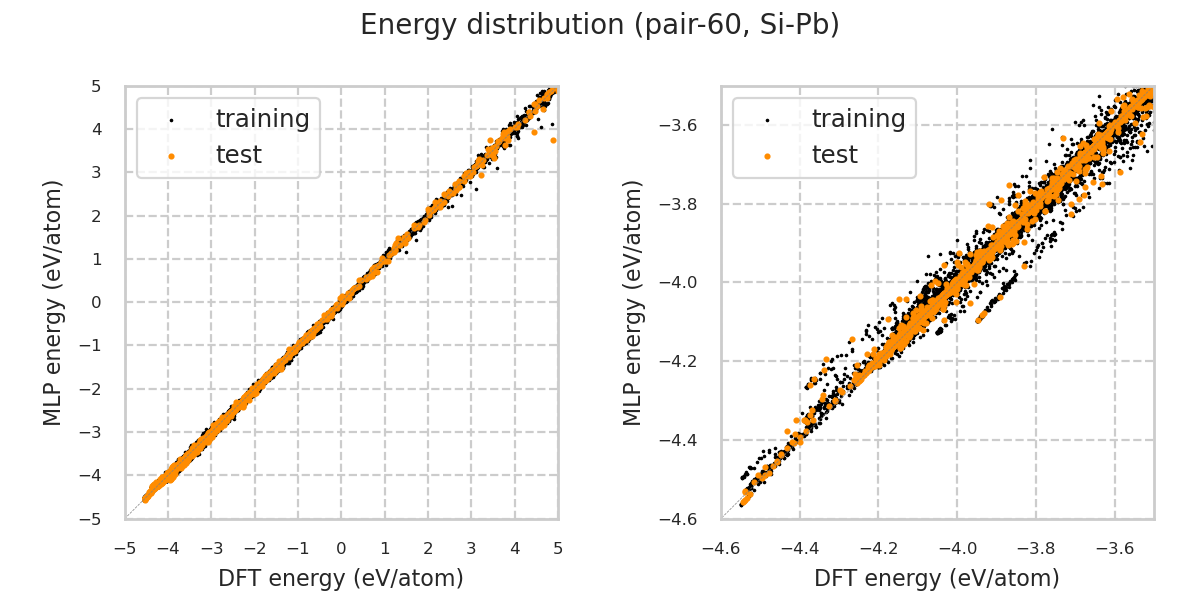 Energy distribution (pair-60, Si-Pb)
training
test
MLP energy (eV/atom)
5
4
3
2
1
0
−1
−2
−3
−4
−5
−5 −4 −3 −2 −1 0 1 2 3 4 5
DFT energy (eV/atom)
training
test
MLP energy (eV/atom)
−3.6
−3.8
−4.0
−4.2
−4.4
−4.6
−4.6 −4.4 −4.2 −4.0 −3.8 −3.6
DFT energy (eV/atom)